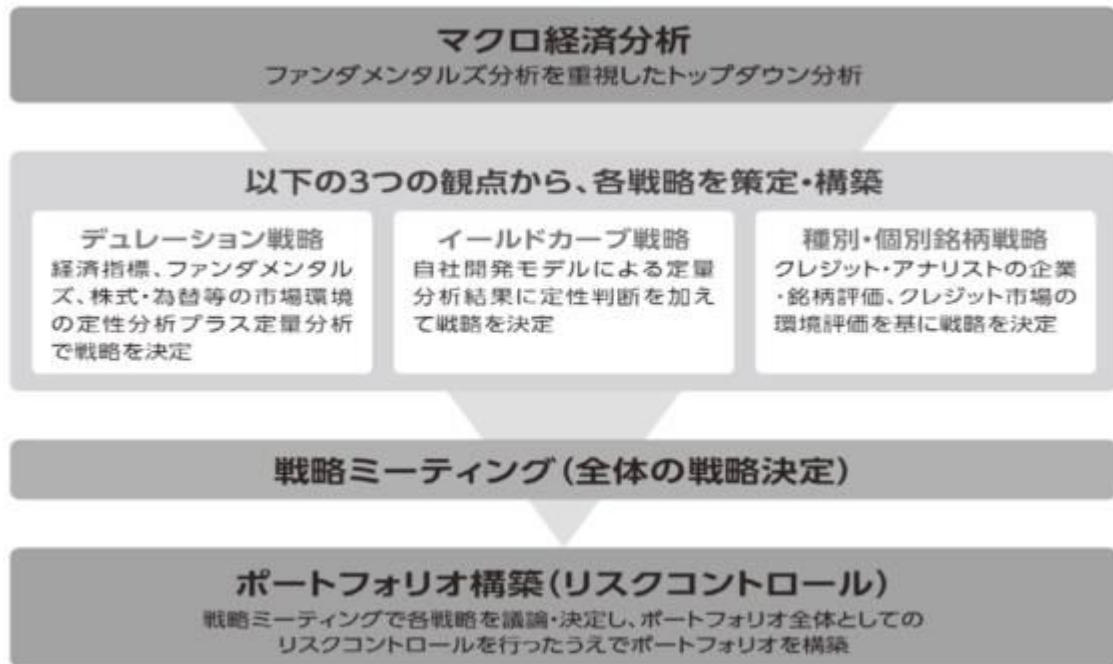 マクロ経済分析
ファンダメンタルズ分析を重視したトップダウン分析
以下の3つの観点から、各戦略を策定・構築
デュレーション戦略
経済指標、ファンダメンタル
ズ、株式・為替等の市場環境
の定性分析プラス定量分析
で戦略を決定
イールドカーブ戦略
自社開発モデルによる定量
分析結果に定性判断を加え
て戦略を決定
種別・個別銘柄戦略
クレジット・アナリストの企業
・銘柄評価、クレジット市場の
環境評価を基に戦略を決定
戦略ミーティング(全体の戦略決定)
ポートフォリオ構築(リスクコントロール)
戦略ミーティングで各戦略を議論・決定し、ポートフォリオ全体としての
リスクコントロールを行ったうえでポートフォリオを構築